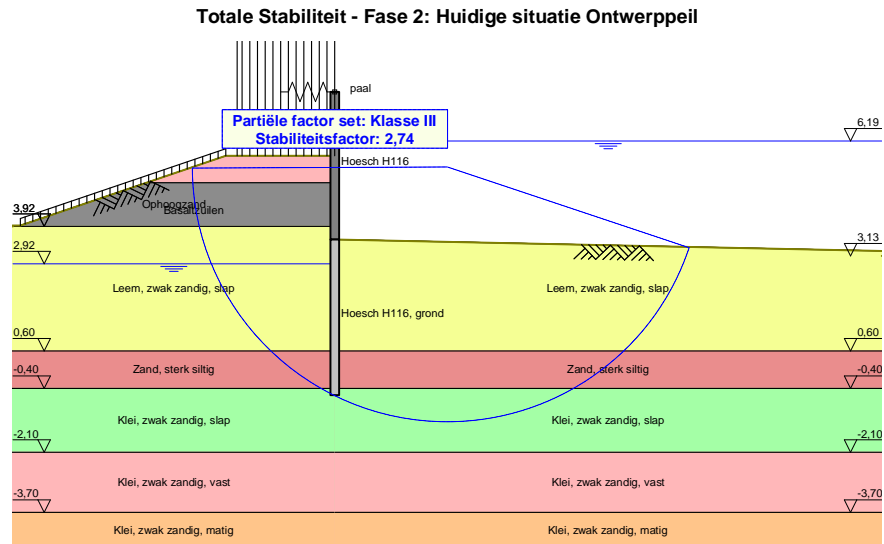 Totale Stabiliteit - Fase 2: Huidige situatie Ontwerppeil
paal
Partiële factor set: Klasse III
Stabiliteitsfactor: 2,74
6,19
Hoesch H116
Ophoogzand
Basaltzuilen
3,92
2,92
3,13
Leem, zwak zandig, slap
Leem, zwak zandig, slap
Hoesch H116, grond
0,60
0,60
Zand, sterk siltig
Zand, sterk siltig
-0,40
-0,40
Klei, zwak zandig, slap
Klei, zwak zandig, slap
-2,10
-2,10
Klei, zwak zandig, vast
Klei, zwak zandig, vast
-3,70
-3,70
Klei, zwak zandig, matig
Klei, zwak zandig, matig